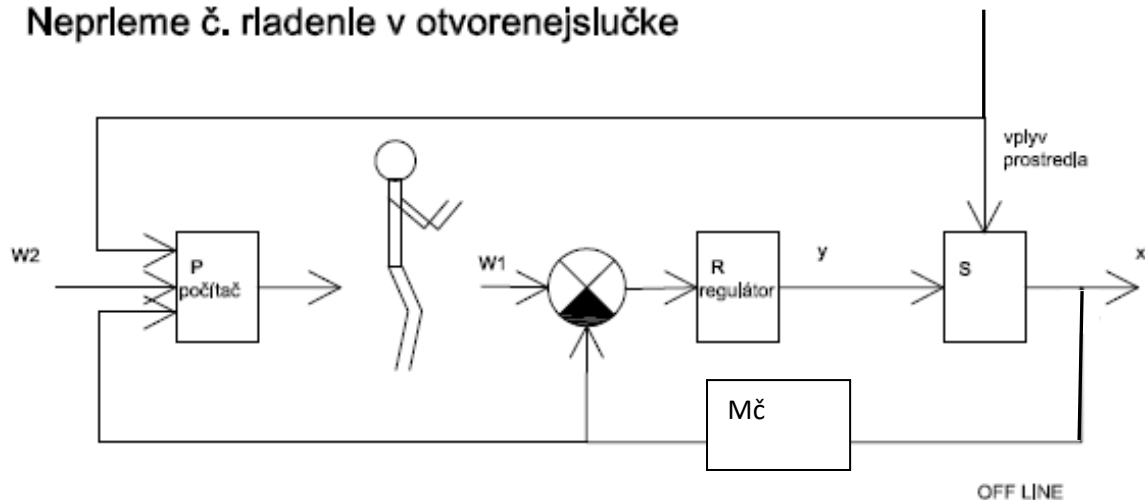 Neprleme č. rladenle v otvorenejslučke
vplyv
prostredla
W2
P
počítač
W1
R
regulátor
y
S
x
Mč
OFF LINE